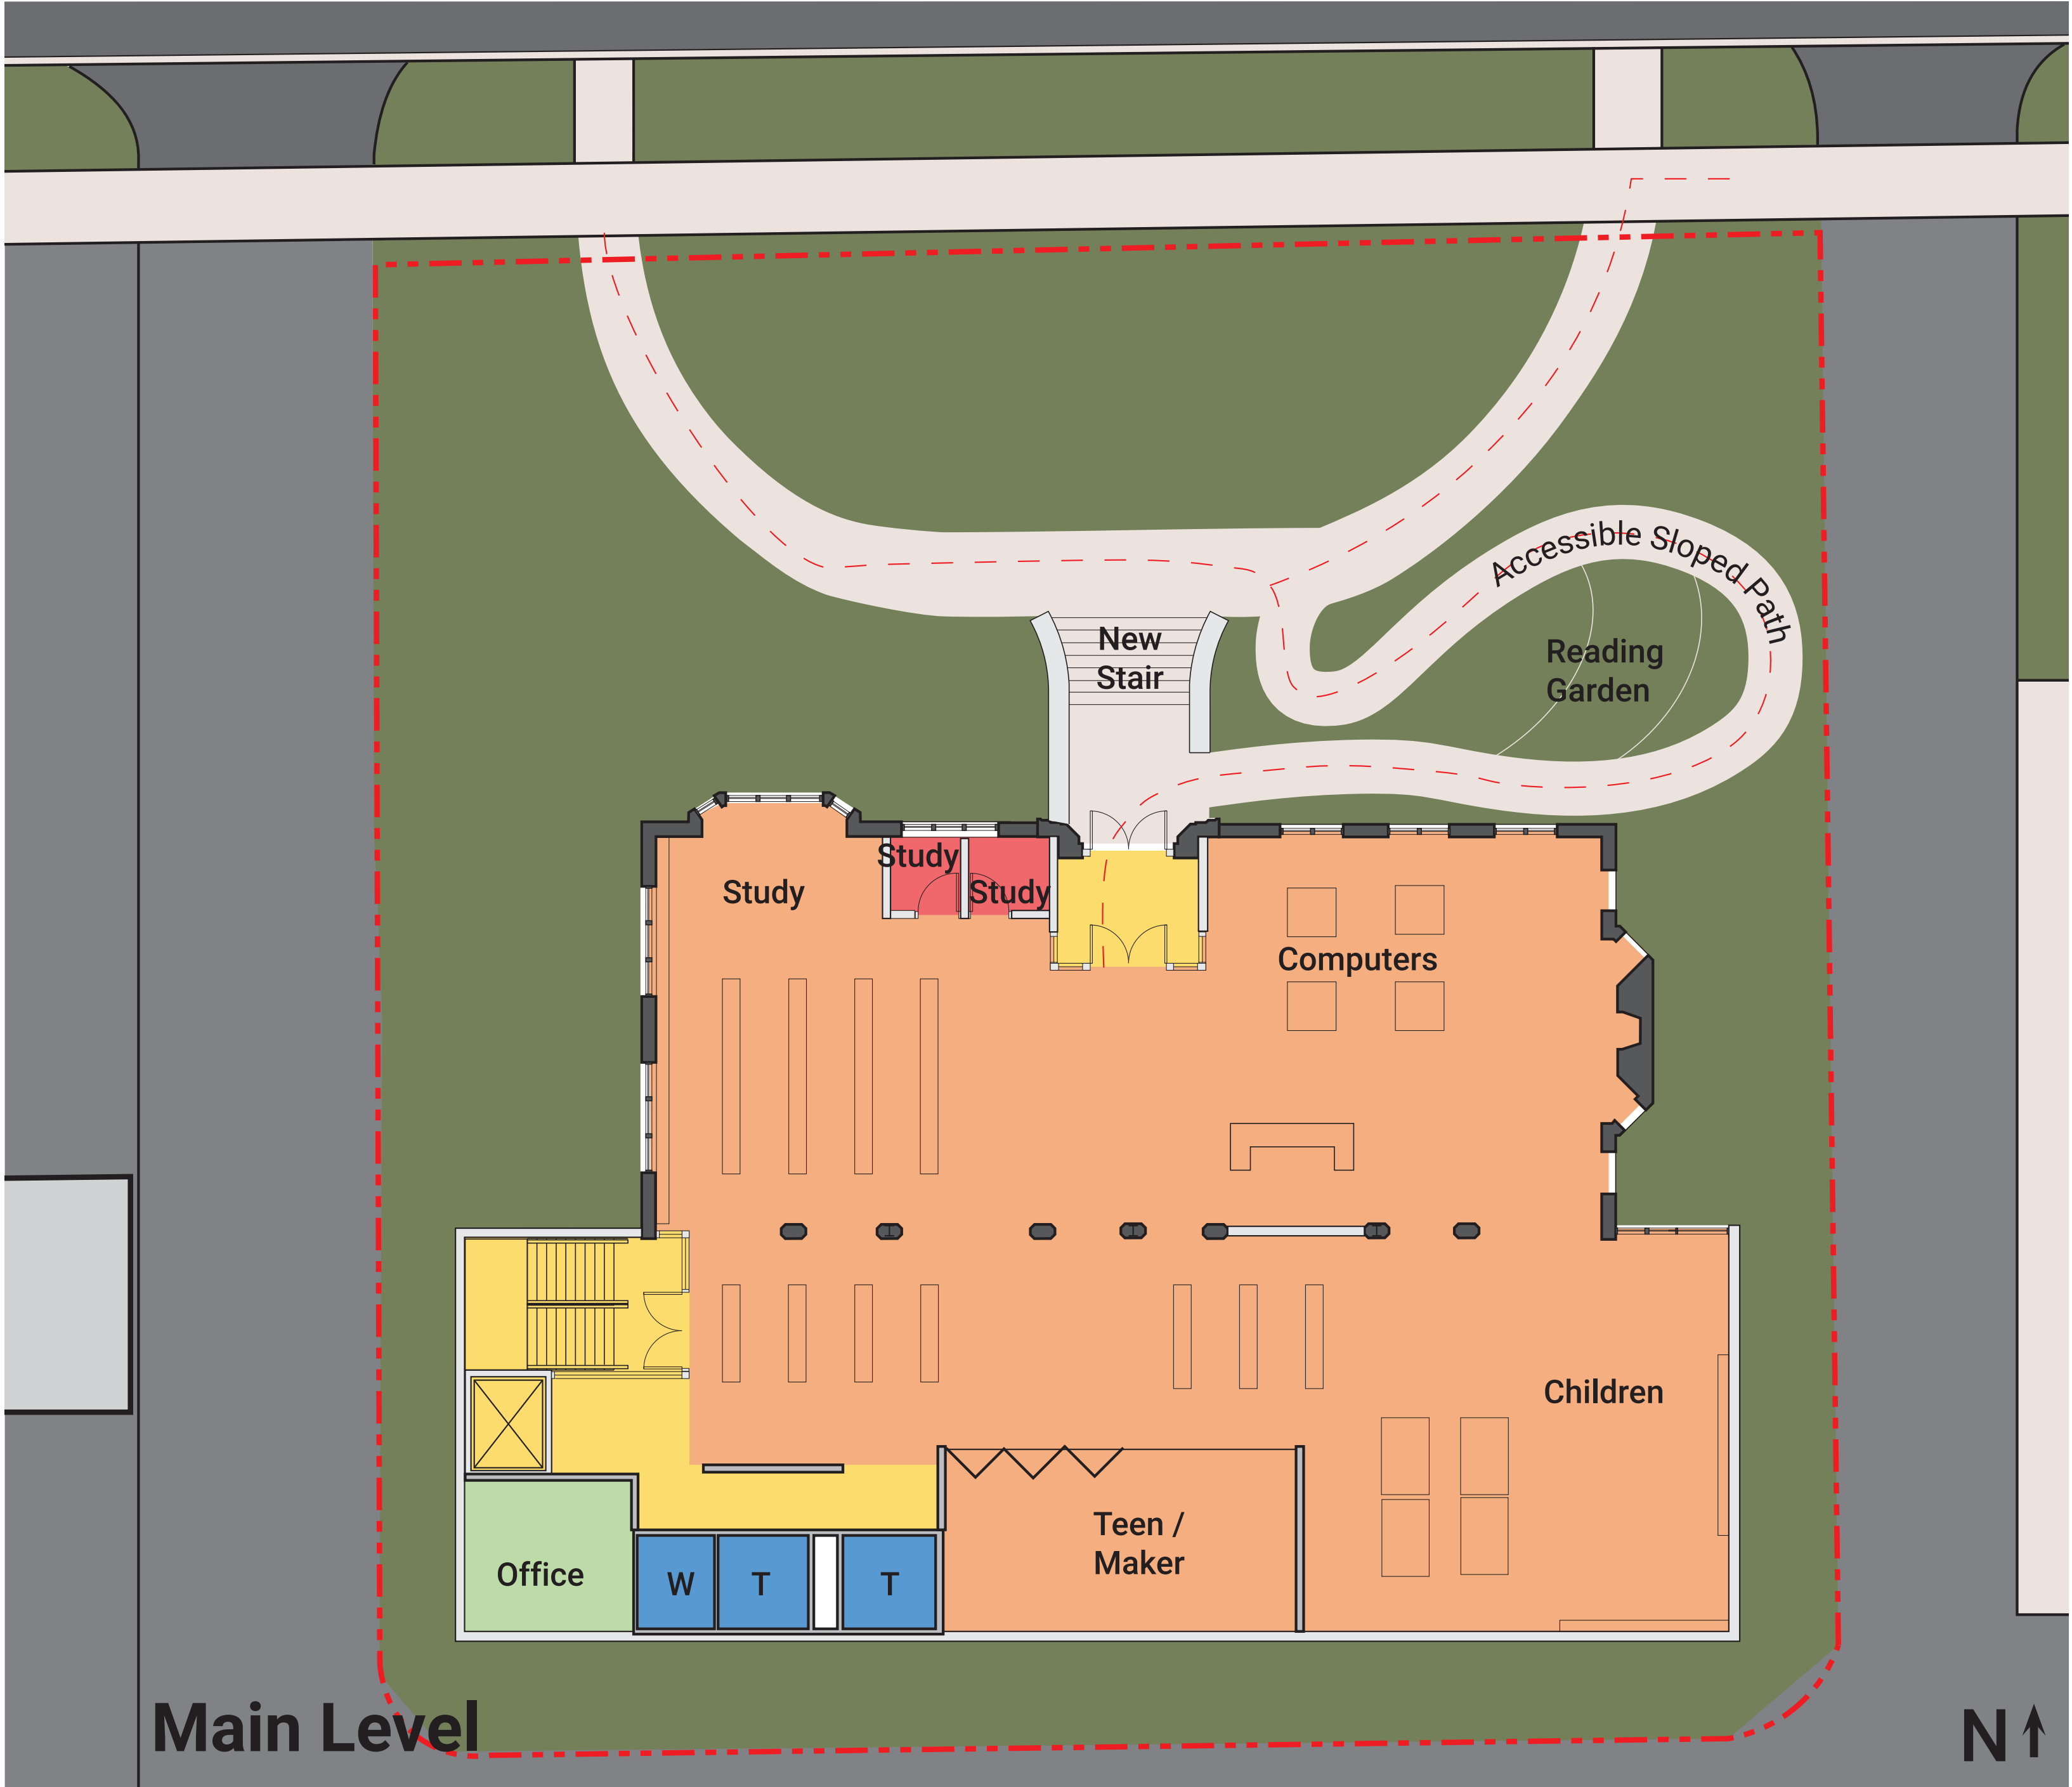 Accessible Sloped Path
New
Stair
Reading
Garden
Study
Study
Study
Computers
Children
Teen /
Maker
Office
W
T
T
Main Level
N